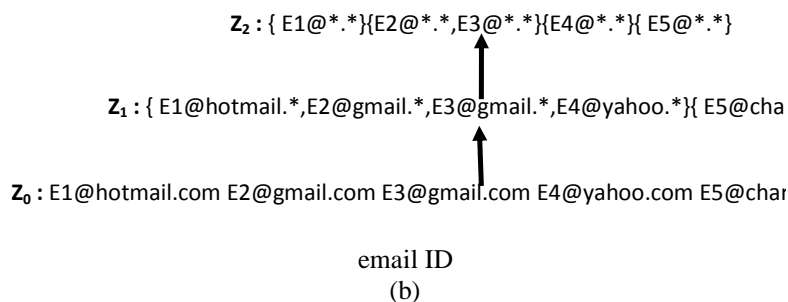 Z2 : { E1@*.*}{E2@*.*,E3@*.*}{E4@*.*}{ E5@*.*}
Z1 : { E1@hotmail.*,E2@gmail.*,E3@gmail.*,E4@yahoo.*}{ E5@char
Z0 : E1@hotmail.com E2@gmail.com E3@gmail.com E4@yahoo.com E5@char
email ID
(b)